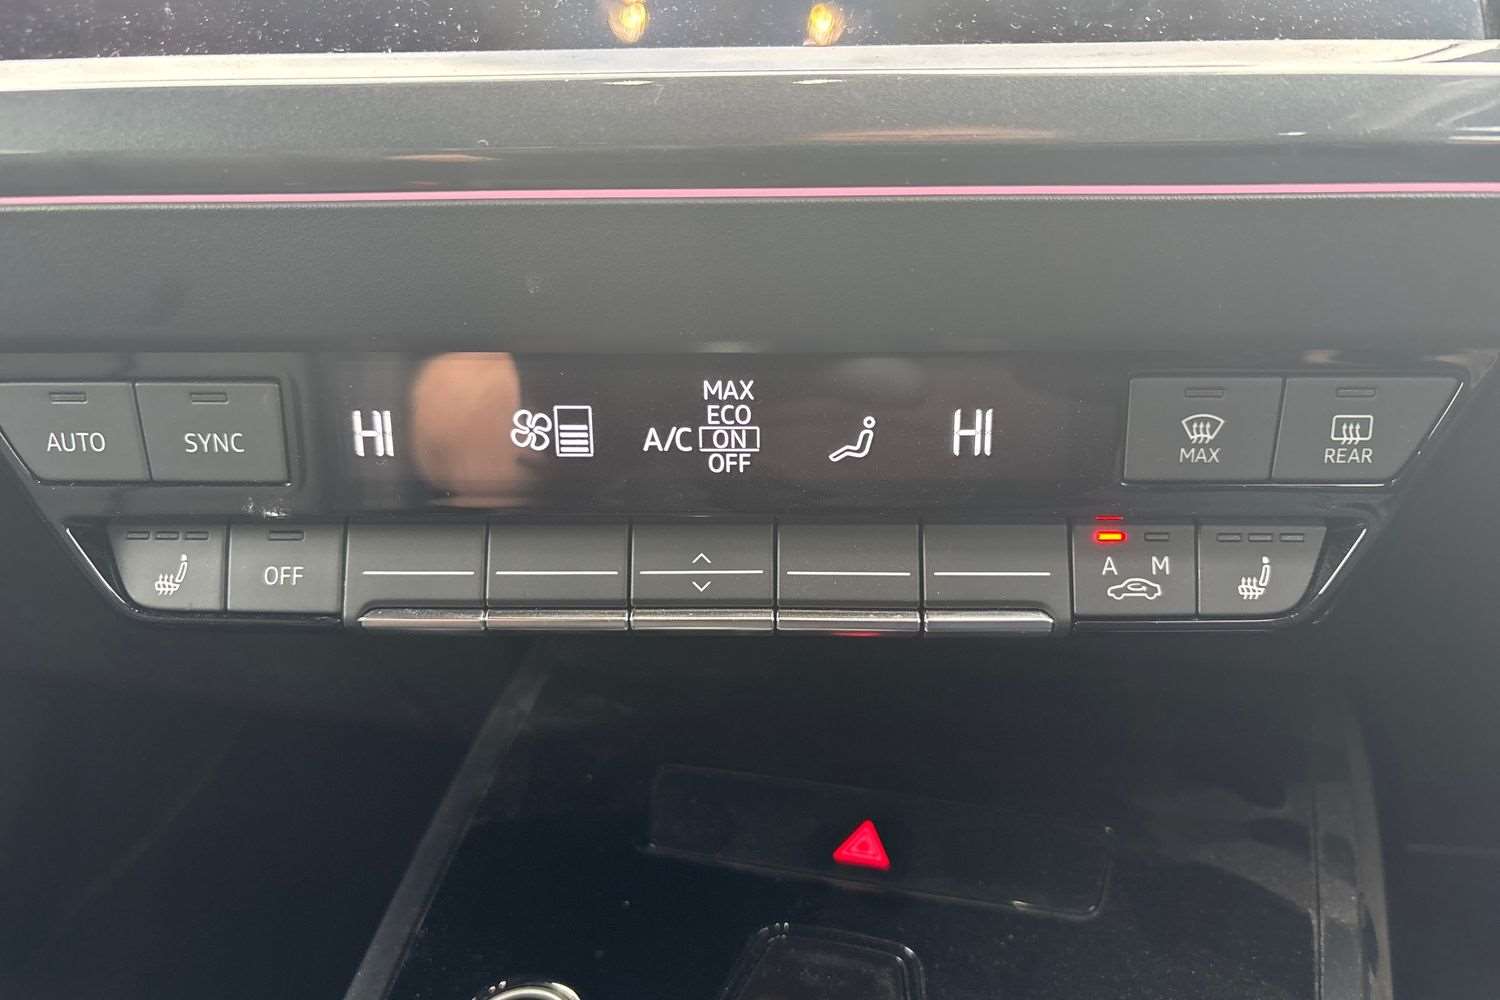 AUTO
SYNC
HI
A/C
MAX
ECO
ON
OFF
HI
MAX
REAR
OFF
A M